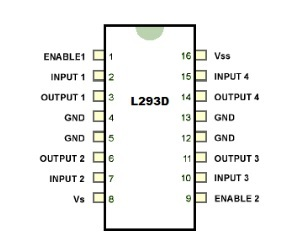 ENABLE1 1 16 Vss
INPUT 1 2 15 INPUT 4
OUTPUT 1 3 14 OUTPUT 4
L293D
GND 4 13 GND
GND 5 12 GND
OUTPUT 2 6 11 OUTPUT 3
INPUT 2 7 10 INPUT 3
Vs 8 9 ENABLE 2